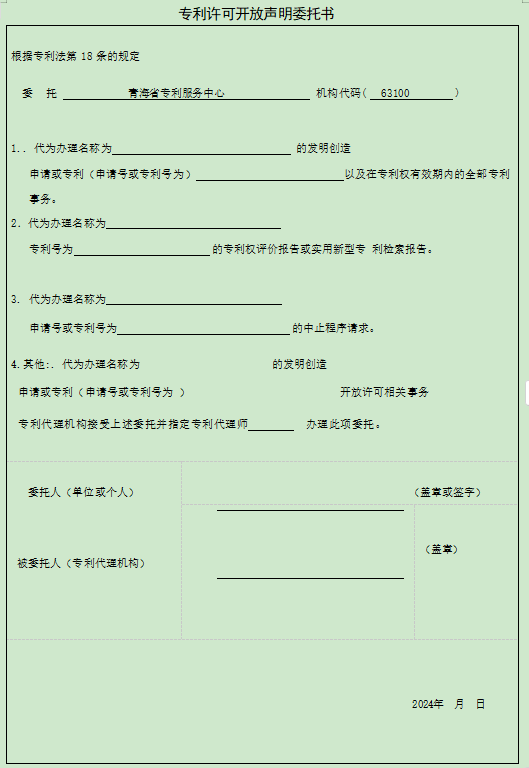 专利许可开放声明委托书
根据专利法第 18 条的规定
委 托 青海省专利服务中心 机构代码( 63100 )
1.. 代为办理名称为 的发明创造
申请或专利（申请号或专利号为） 以及在专利权有效期内的全部专利
事务。
2. 代为办理名称为
专利号为 的专利权评价报告或实用新型专 利检索报告。
3. 代为办理名称为
申请号或专利号为 的中止程序请求。
4.其他:. 代为办理名称为 的发明创造
申请或专利（申请号或专利号为 ） 开放许可相关事务
专利代理机构接受上述委托并指定专利代理师 办理此项委托。
委托人（单位或个人） （盖章或签字）
被委托人（专利代理机构） （盖章）
2024年 月 日